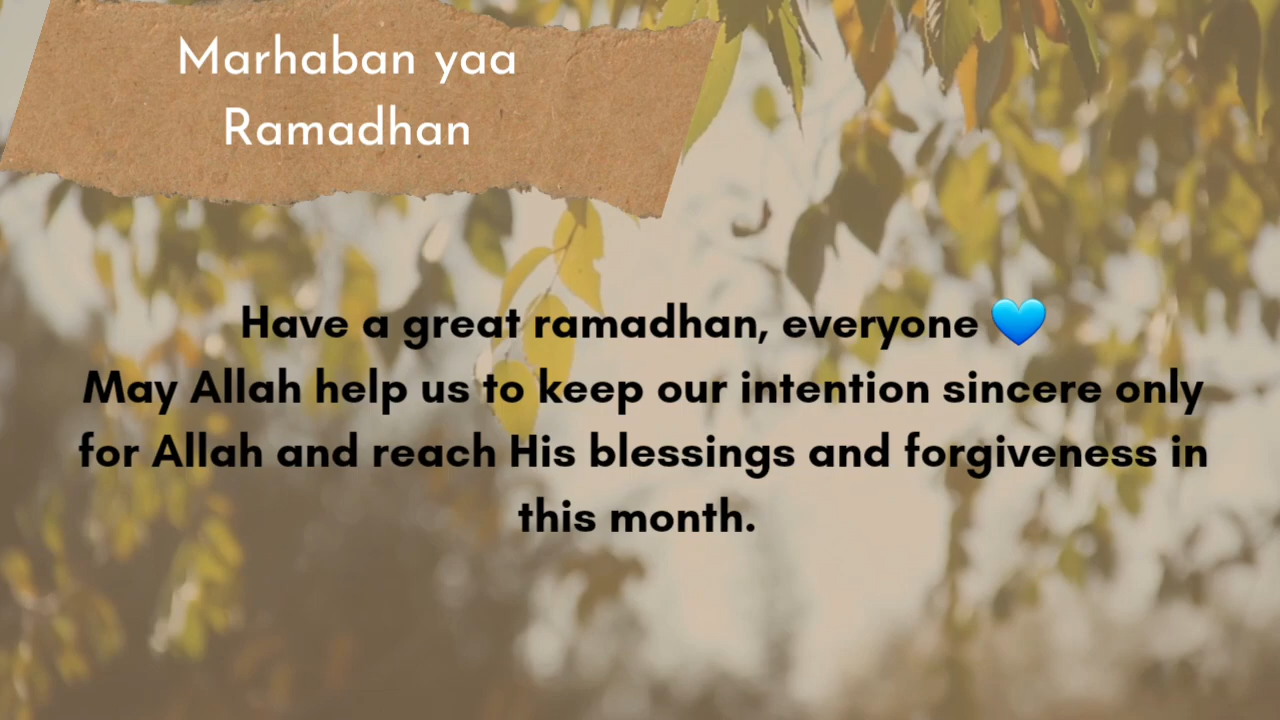 Marhaban yaa
Ramadhan
Have a great ramadhan, everyone 💙
May Allah help us to keep our intention sincere only
for Allah and reach His blessings and forgiveness in
this month.